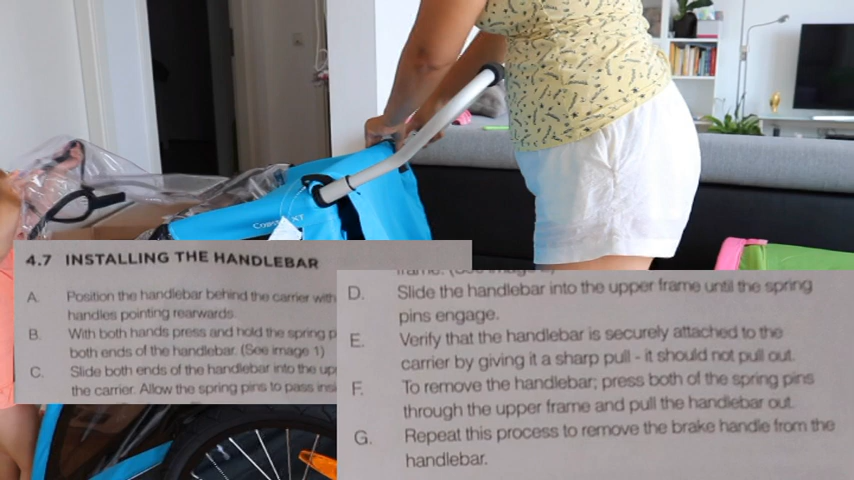 4.7 INSTALLING THE HANDLEBAR
A. Position the handlebar behind the carrier with
handles pointing rearwards.
B. With both hands press and hold the spring p
both ends of the handlebar. (See image 1)
C. Slide both ends of the handlebar into the up
the carrier. Allow the spring pins to pass insi
D. Slide the handlebar into the upper frame until the spring
pins engage.
E. Verify that the handlebar is securely attached to the
carrier by giving it a sharp pull - it should not pull out.
F. To remove the handlebar; press both of the spring pins
through the upper frame and pull the handlebar out.
G. Repeat this process to remove the brake handle from the
handlebar.